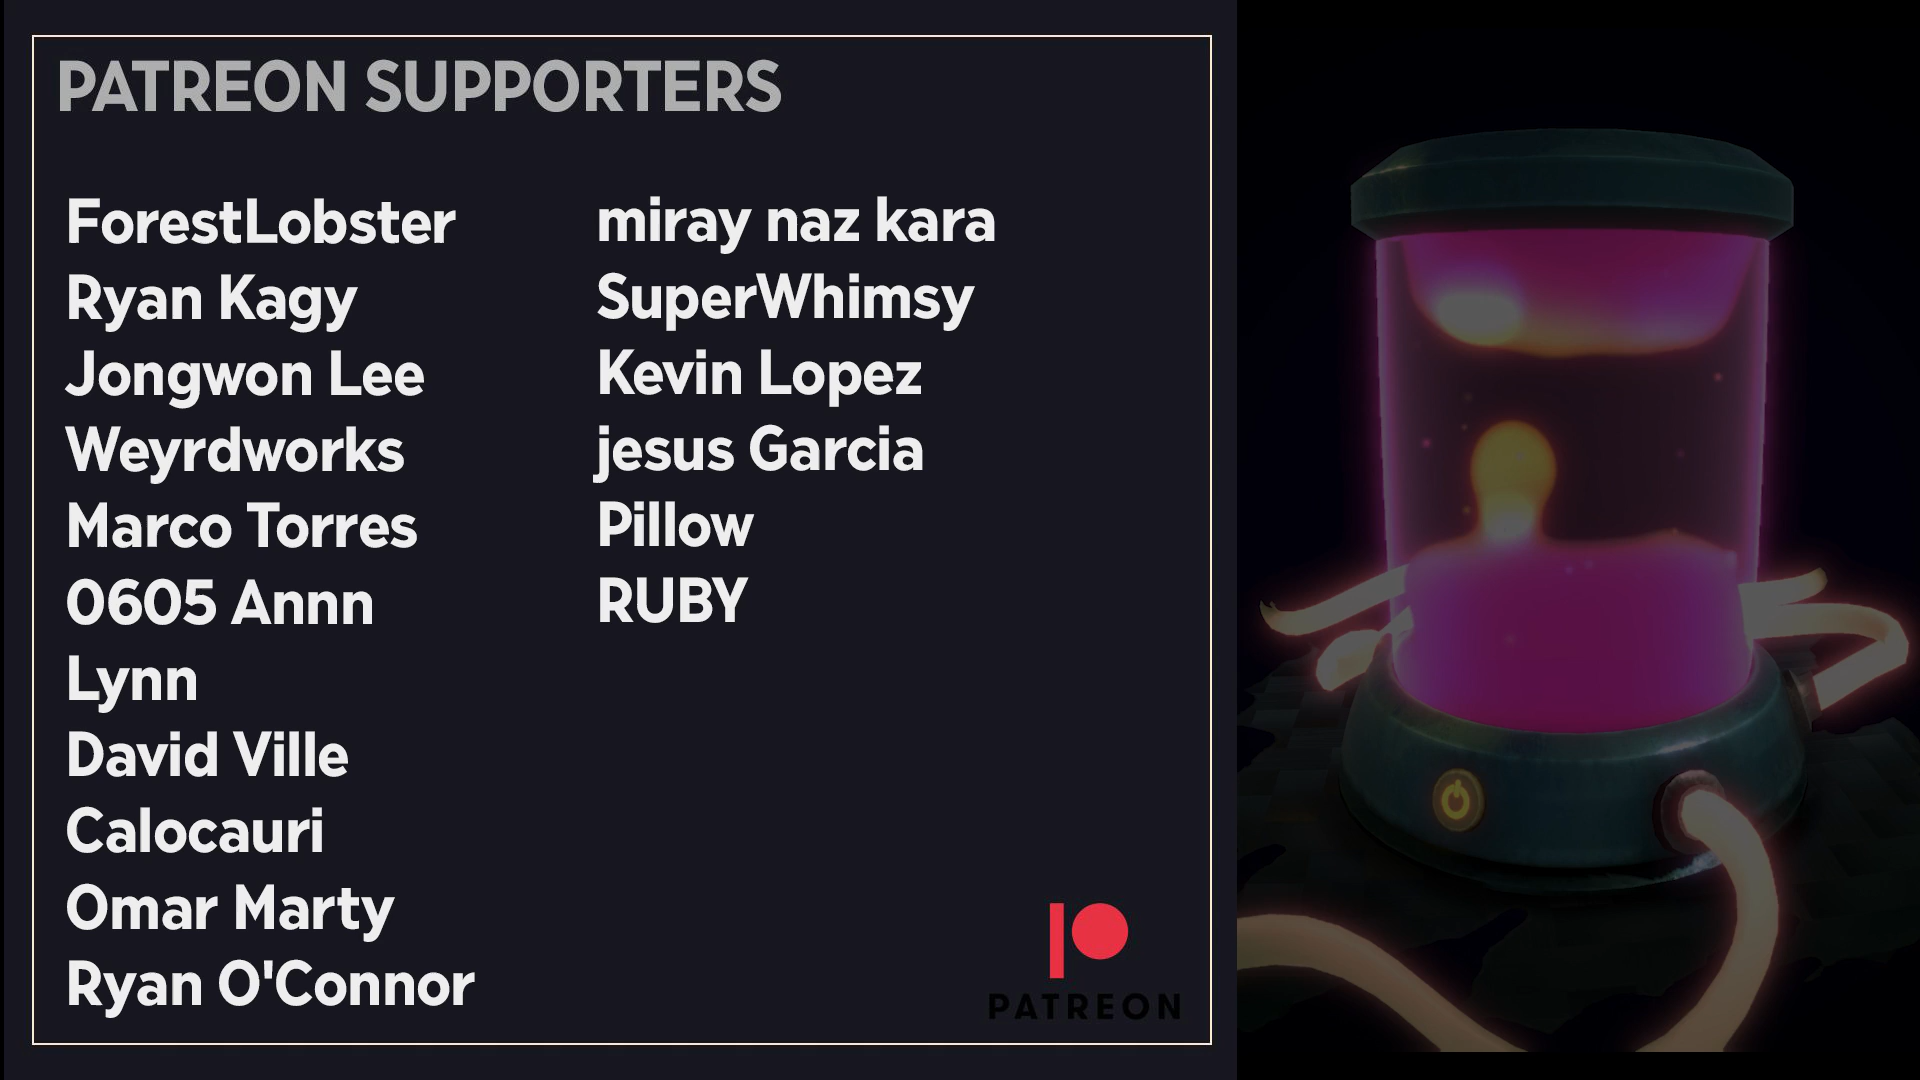 PATREON SUPPORTERS
ForestLobster
Ryan Kagy
Jongwon Lee
Weyrdworks
Marco Torres
0605 Annn
Lynn
David Ville
Calocauri
Omar Marty
Ryan O'Connor
miray naz kara
SuperWhimsy
Kevin Lopez
jesus Garcia
Pillow
RUBY
PATREON